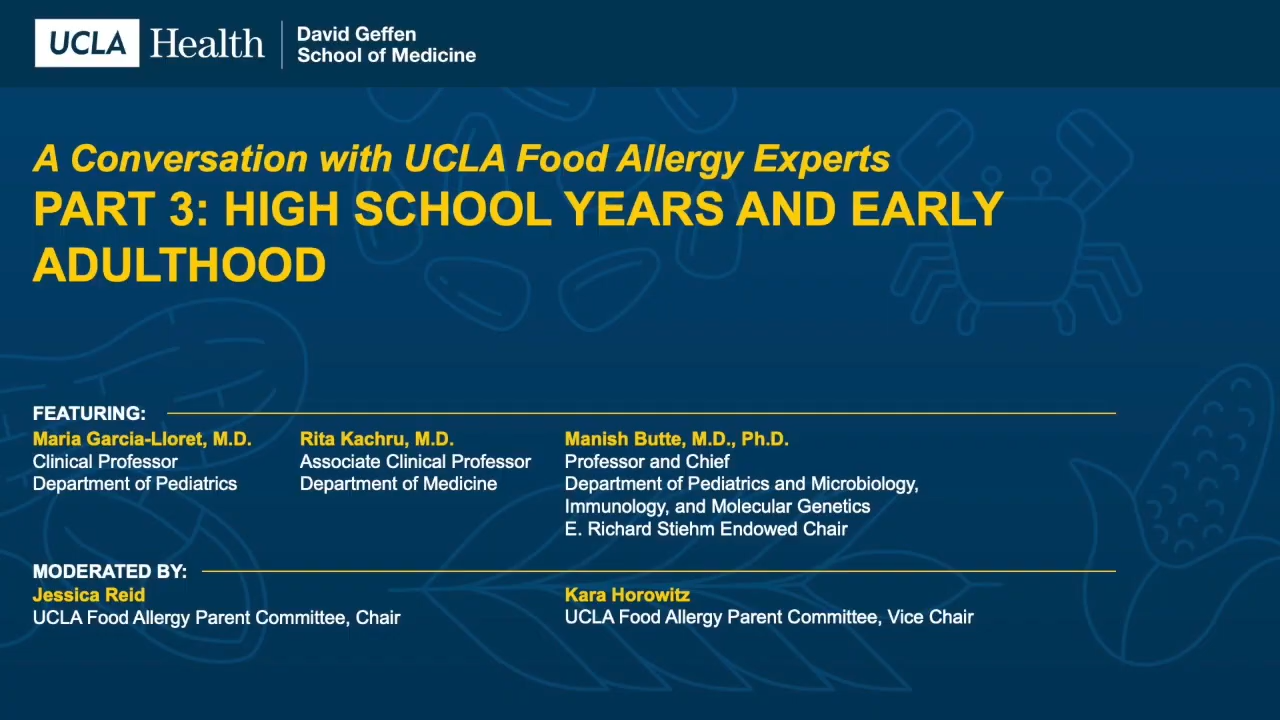 UCLA Health
David Geffen
School of Medicine
A Conversation with UCLA Food Allergy Experts
PART 3: HIGH SCHOOL YEARS AND EARLY
ADULTHOOD
FEATURING:
Maria Garcia-Lloret, M.D.
Clinical Professor
Department of Pediatrics
Rita Kachru, M.D.
Associate Clinical Professor
Department of Medicine
Manish Butte, M.D., Ph.D.
Professor and Chief
Department of Pediatrics and Microbiology,
Immunology, and Molecular Genetics
E. Richard Stiehm Endowed Chair
MODERATED BY:
Jessica Reid
UCLA Food Allergy Parent Committee, Chair
Kara Horowitz
UCLA Food Allergy Parent Committee, Vice Chair